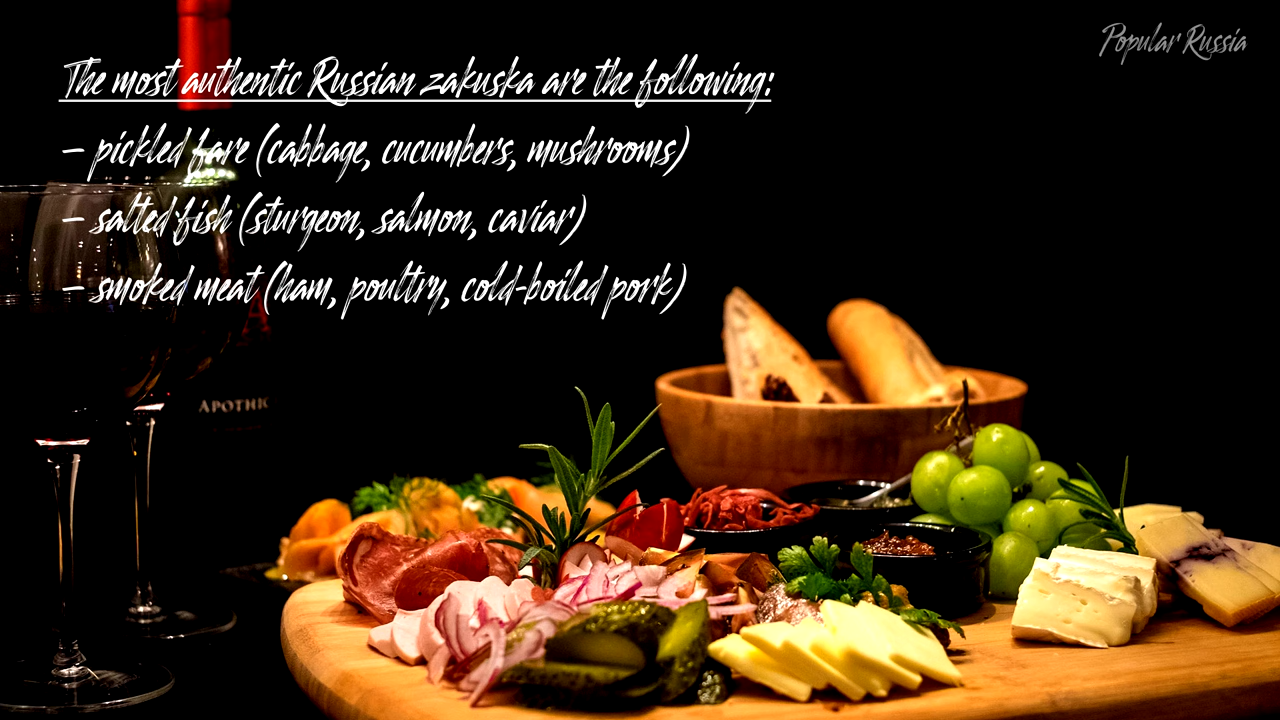 Popular Russia
The most authentic Russian zakuska are the following:
– pickled fare (cabbage, cucumbers, mushrooms)
– salted fish (sturgeon, salmon, caviar)
– smoked meat (ham, poultry, cold-boiled pork)
APOTHIC